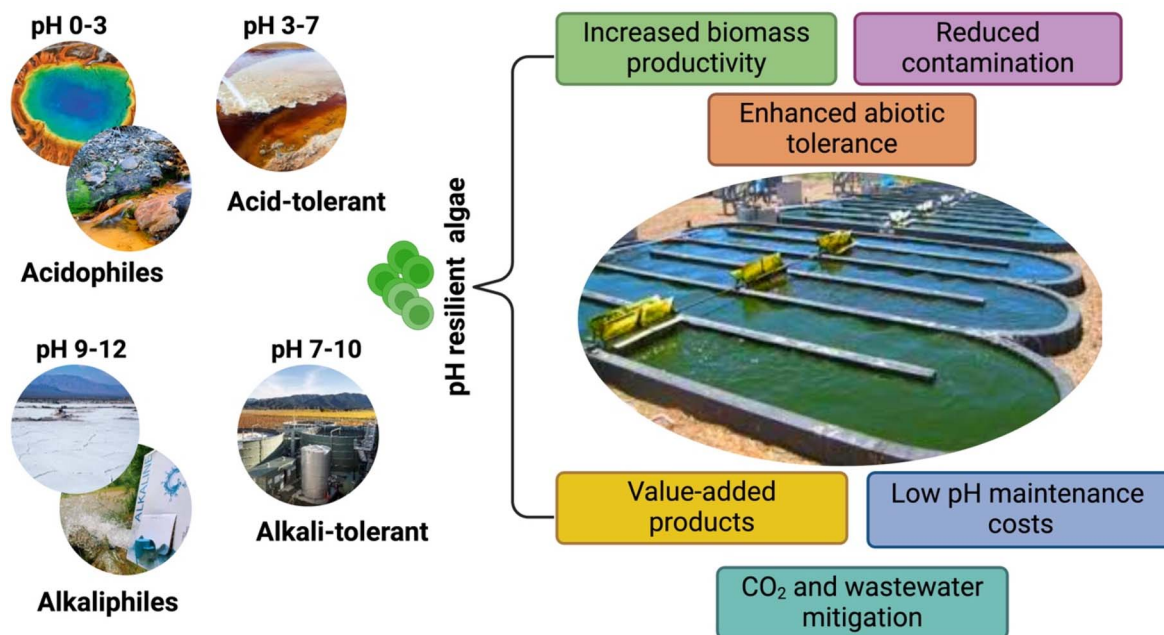 pH 0-3
pH 3-7
Acid-tolerant
Acidophiles
pH 9-12
pH 7-10
ALKALINE
Alkali-tolerant
Alkaliphiles
pH resilient algae
Increased biomass
productivity
Reduced
contamination
Enhanced abiotic
tolerance
Value-added
products
Low pH maintenance
costs
CO₂ and wastewater
mitigation